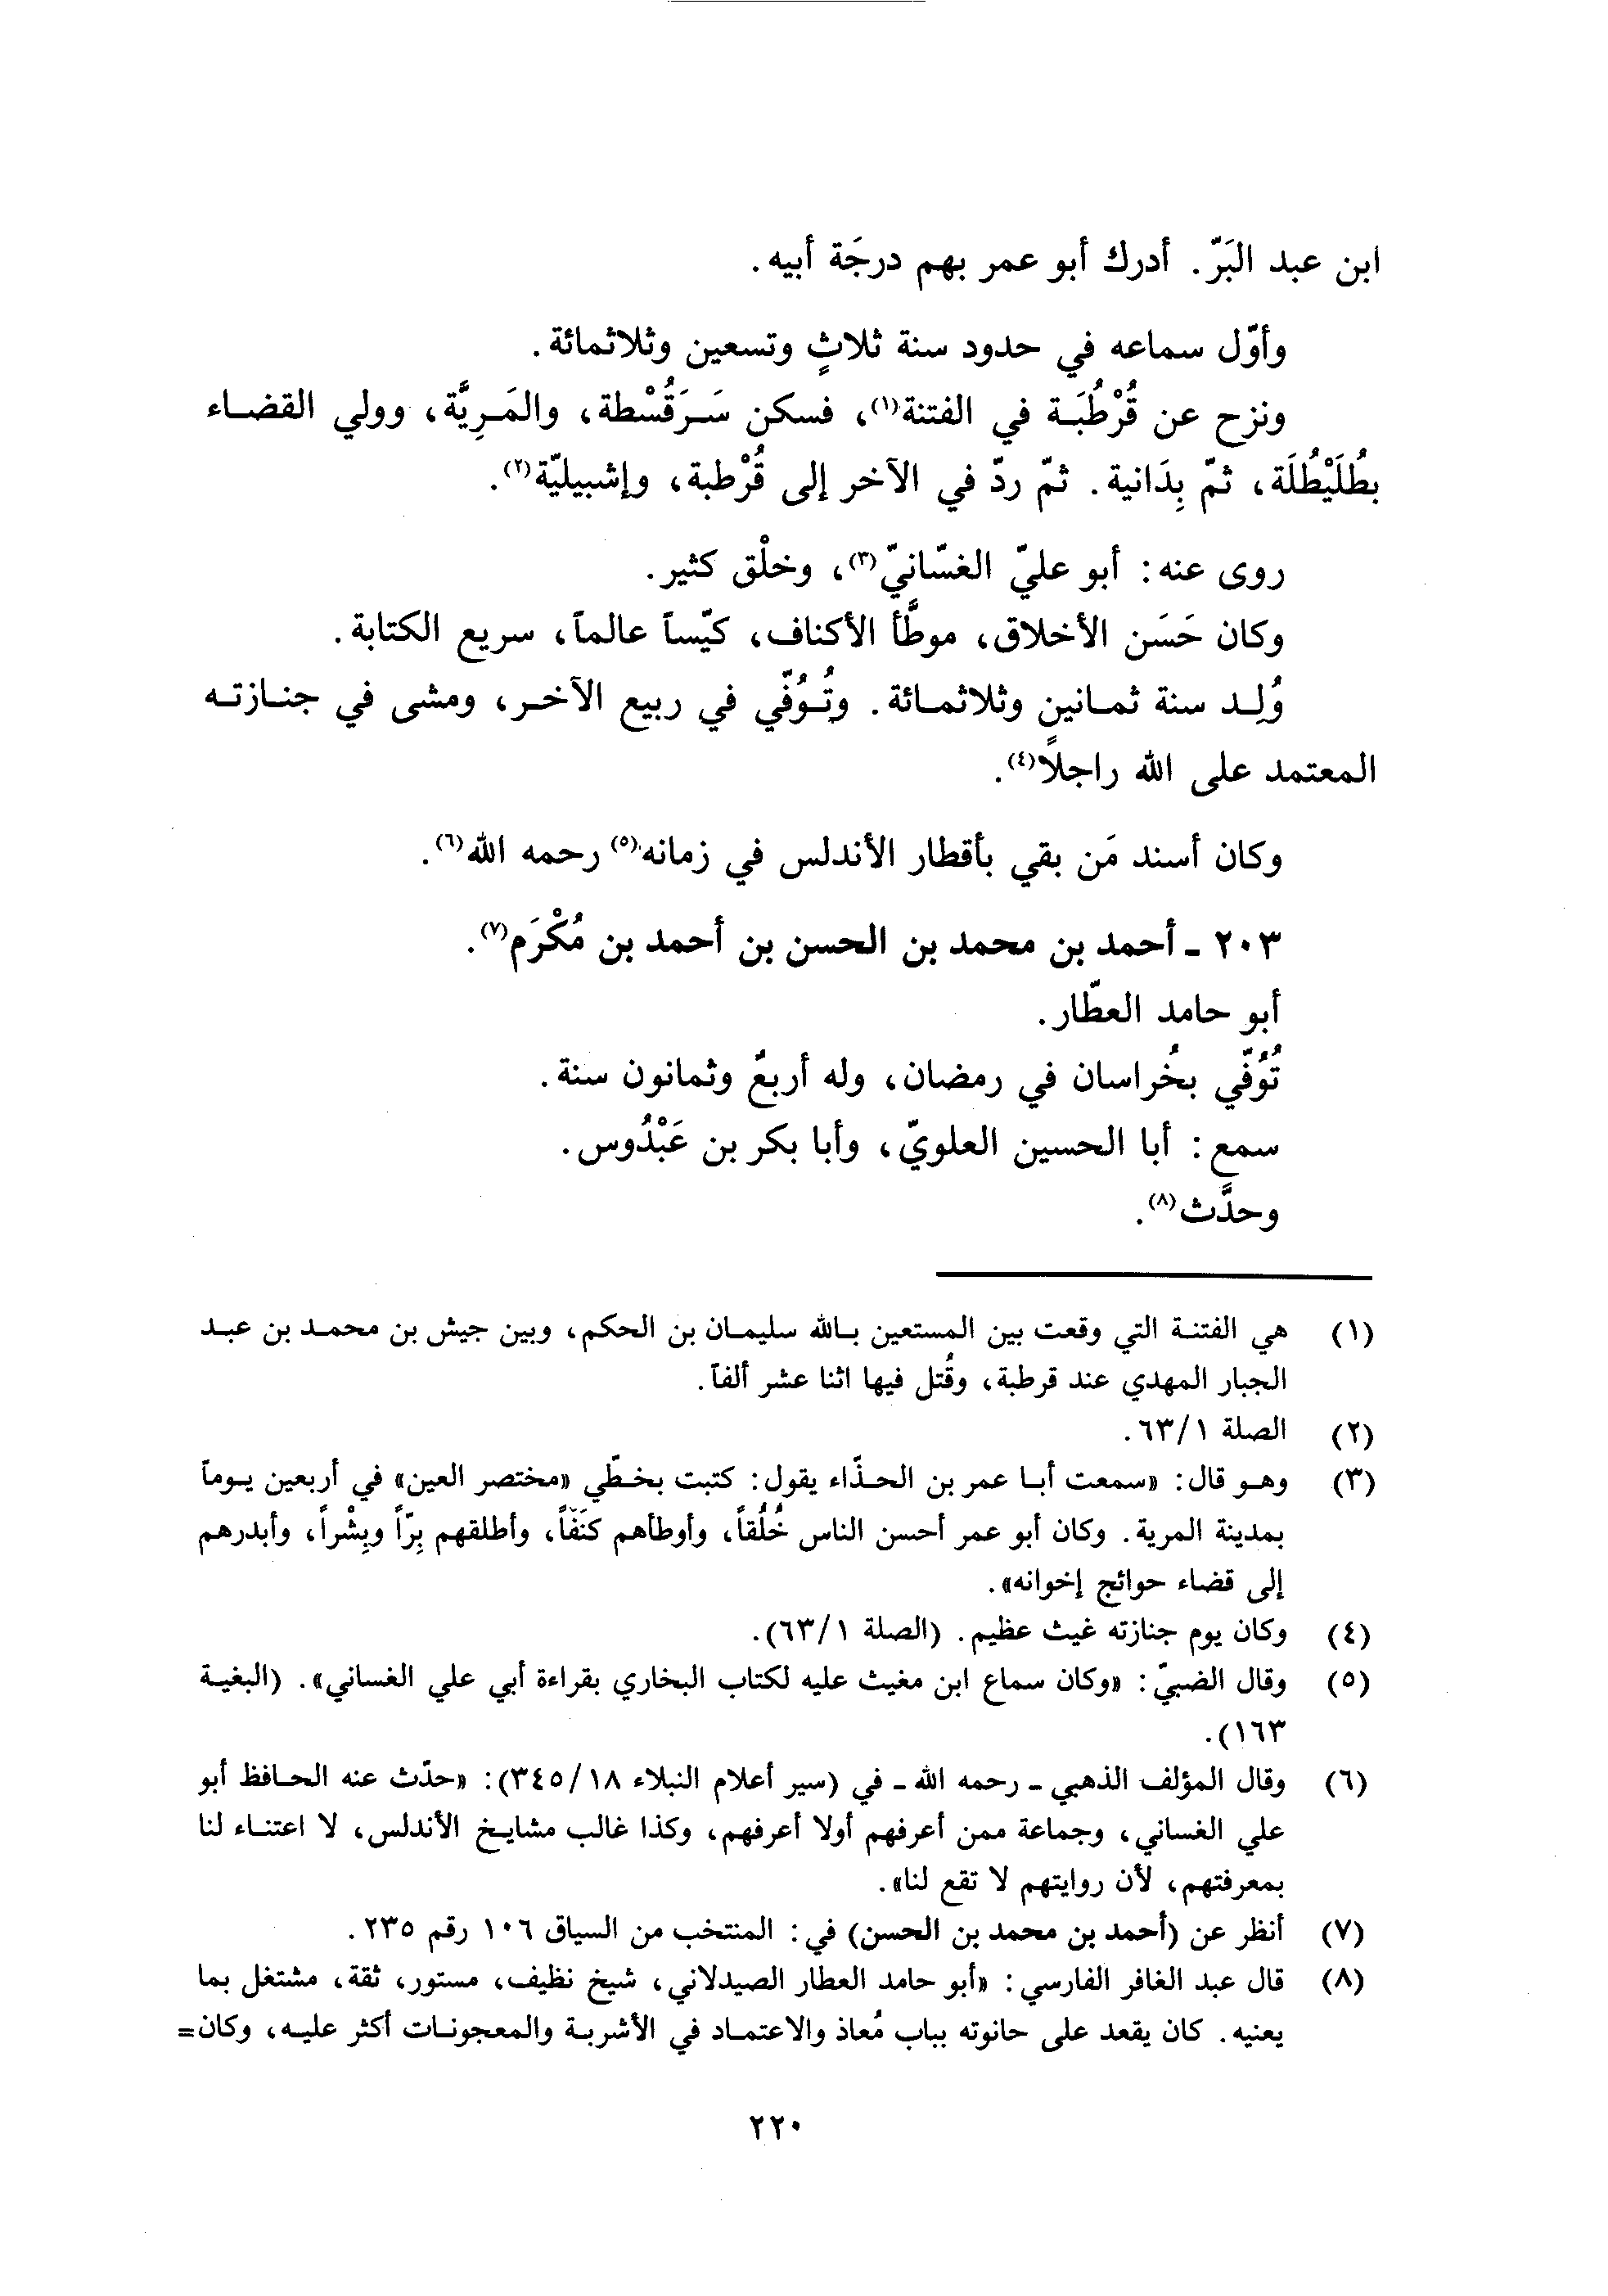 ابن عبد البَرّ. أدرك أبو عمر بهم درجَة أبيه.
وأوّل سماعه في حدود سنة ثلاثٍ وتسعين وثلاثمائة.
ونزح عن قُرْطُبَة في الفتنة(١)، فسكن سَرَقُسْطة، والمَرِيَّة، وولي القضاء
بطُلَيْطُلَة، ثمّ بِدَانية. ثمّ ردّ في الآخر إلى قُرْطبة، وإشبيليّة(٢).
روى عنه: أبو عليّ الغسّانيّ(٣)، وخلْق كثير.
وكان حَسَن الأخلاق، موطَّأ الأكناف، كيّساً عالماً، سريع الكتابة.
وُلِد سنة ثمانين وثلاثمائة. وتُوُفّي في ربيع الآخر، ومشى في جنازته
المعتمد على الله راجلًا(٤).
وكان أسند مَن بقي بأقطار الأندلس في زمانه(٥) رحمه الله(٦).
٢٠٣ ـ أحمد بن محمد بن الحسن بن أحمد بن مُكْرَم(٧).
أبو حامد العطّار.
تُوُفّي بخُراسان في رمضان، وله أربعٌ وثمانون سنة.
سمع: أبا الحسين العلويّ، وأبا بكر بن عَبْدُوس.
وحدَّث(٨).
(١) هي الفتنة التي وقعت بين المستعين بالله سليمان بن الحكم، وبين جيش بن محمد بن عبد
الجبار المهدي عند قرطبة، وقُتل فيها اثنا عشر ألفاً.
(٢) الصلة ٦٣/١.
(٣) وهو قال: «سمعت أبا عمر بن الحذّاء يقول: كتبت بخطّي «مختصر العين» في أربعين يوماً
بمدينة المرية. وكان أبو عمر أحسن الناس خُلُقاً، وأوطأهم كنَفاً، وأطلقهم بِرّاً وبِشْراً، وأبدرهم
إلى قضاء حوائج إخوانه».
(٤) وكان يوم جنازته غيث عظيم. (الصلة ٦٣/١).
(٥) وقال الضبيّ: «وكان سماع ابن مغيث عليه لكتاب البخاري بقراءة أبي علي الغساني». (البغية
١٦٣).
(٦) وقال المؤلف الذهبي ـ رحمه الله ـ في (سير أعلام النبلاء ٣٤٥/١٨): «حدّث عنه الحافظ أبو
علي الغساني، وجماعة ممن أعرفهم أولا أعرفهم، وكذا غالب مشايخ الأندلس، لا اعتناء لنا
بمعرفتهم، لأن روايتهم لا تقع لنا».
(٧) أنظر عن (أحمد بن محمد بن الحسن) في: المنتخب من السياق ١٠٦ رقم ٢٣٥.
(٨) قال عبد الغافر الفارسي: «أبو حامد العطار الصيدلاني، شيخ نظيف، مستور، ثقة، مشتغل بما
يعنيه. كان يقعد على حانوته بباب مُعاذ والاعتماد في الأشربة والمعجونات أكثر عليه، وكان=
٢٢٠